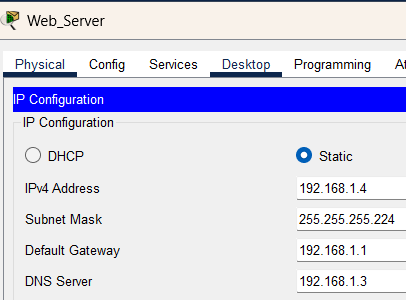 Web_Server
Physical Config Services Desktop Programming
IP Configuration
IP Configuration
DHCP Static
IPv4 Address 192.168.1.4
Subnet Mask 255.255.255.224
Default Gateway 192.168.1.1
DNS Server 192.168.1.3